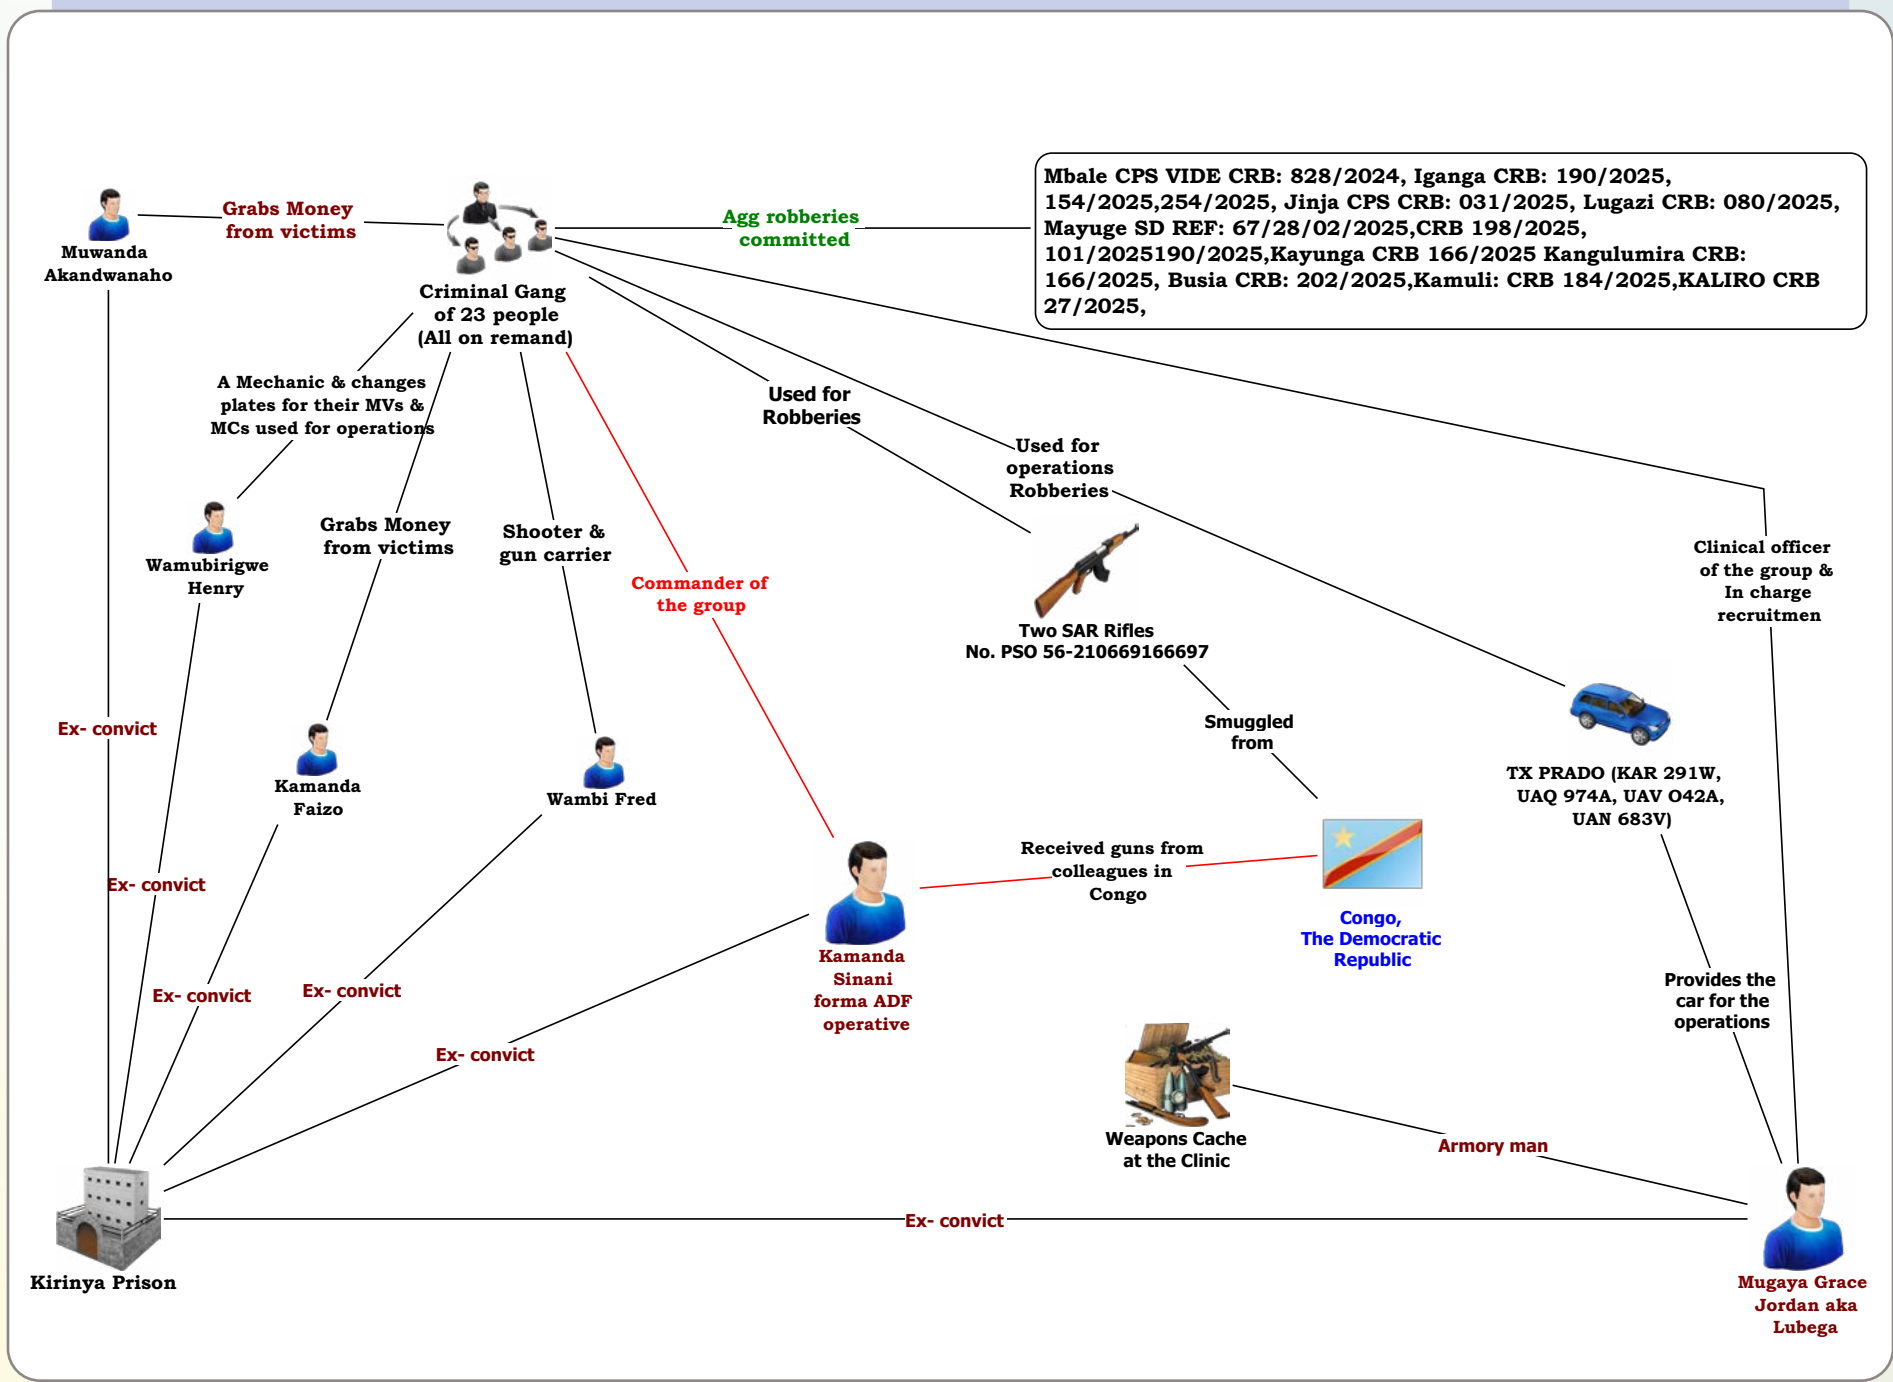 Mbale CPS VIDE CRB: 828/2024, Iganga CRB: 190/2025,
154/2025,254/2025, Jinja CPS CRB: 031/2025, Lugazi CRB: 080/2025,
Mayuge SD REF: 67/28/02/2025,CRB 198/2025,
101/2025190/2025,Kayunga CRB 166/2025 Kangulumira CRB:
166/2025, Busia CRB: 202/2025,Kamuli: CRB 184/2025,KALIRO CRB
27/2025,
Grabs Money
from victims
Agg robberies
committed
Muwanda
Akandwanaho
Criminal Gang
of 23 people
(All on remand)
A Mechanic & changes
plates for their MVs &
MCs used for operations
Used for
Robberies
Used for
operations
Robberies
Grabs Money
from victims
Shooter &
gun carrier
Clinical officer
of the group &
In charge
recruitmen
Wamubirigwe
Henry
Commander of
the group
Two SAR Rifles
No. PSO 56-210669166697
Ex- convict
Smuggled
from
Kamanda
Faizo
Wambi Fred
TX PRADO (KAR 291W,
UAQ 974A, UAV O42A,
UAN 683V)
Received guns from
colleagues in
Congo
Ex- convict
Congo,
The Democratic
Republic
Kamanda
Sinani
forma ADF
operative
Ex- convict
Ex- convict
Provides the
car for the
operations
Ex- convict
Weapons Cache
at the Clinic
Armory man
Ex- convict
Kirinya Prison
Mugaya Grace
Jordan aka
Lubega